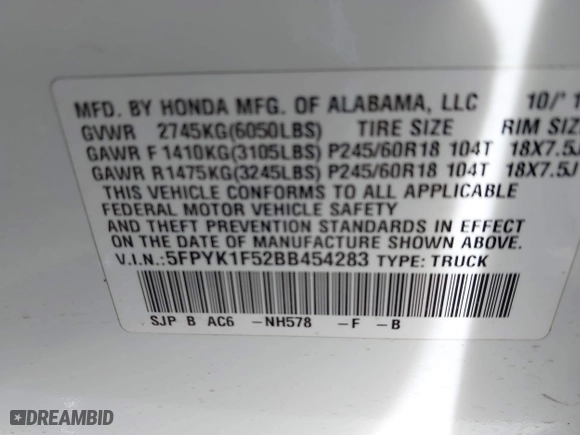 MFD. BY HONDA MFG. OF ALABAMA, LLC 10/
GVWR 2745KG(6050LBS) TIRE SIZE RIM SIZE
GAWR F 1410KG(3105LBS) P245/60R18 104T 18X7.5J
GAWR R1475KG(3245LBS) P245/60R18 104T 18X7.5J
THIS VEHICLE CONFORMS TO ALL APPLICABLE
FEDERAL MOTOR VEHICLE SAFETY
AND THEFT PREVENTION STANDARDS IN EFFECT
ON THE DATE OF MANUFACTURE SHOWN ABOVE.
V.I.N.:5FPYK1F52BB454283 TYPE: TRUCK
SJP B AC6 -NH578 -F -B
DREAMBID